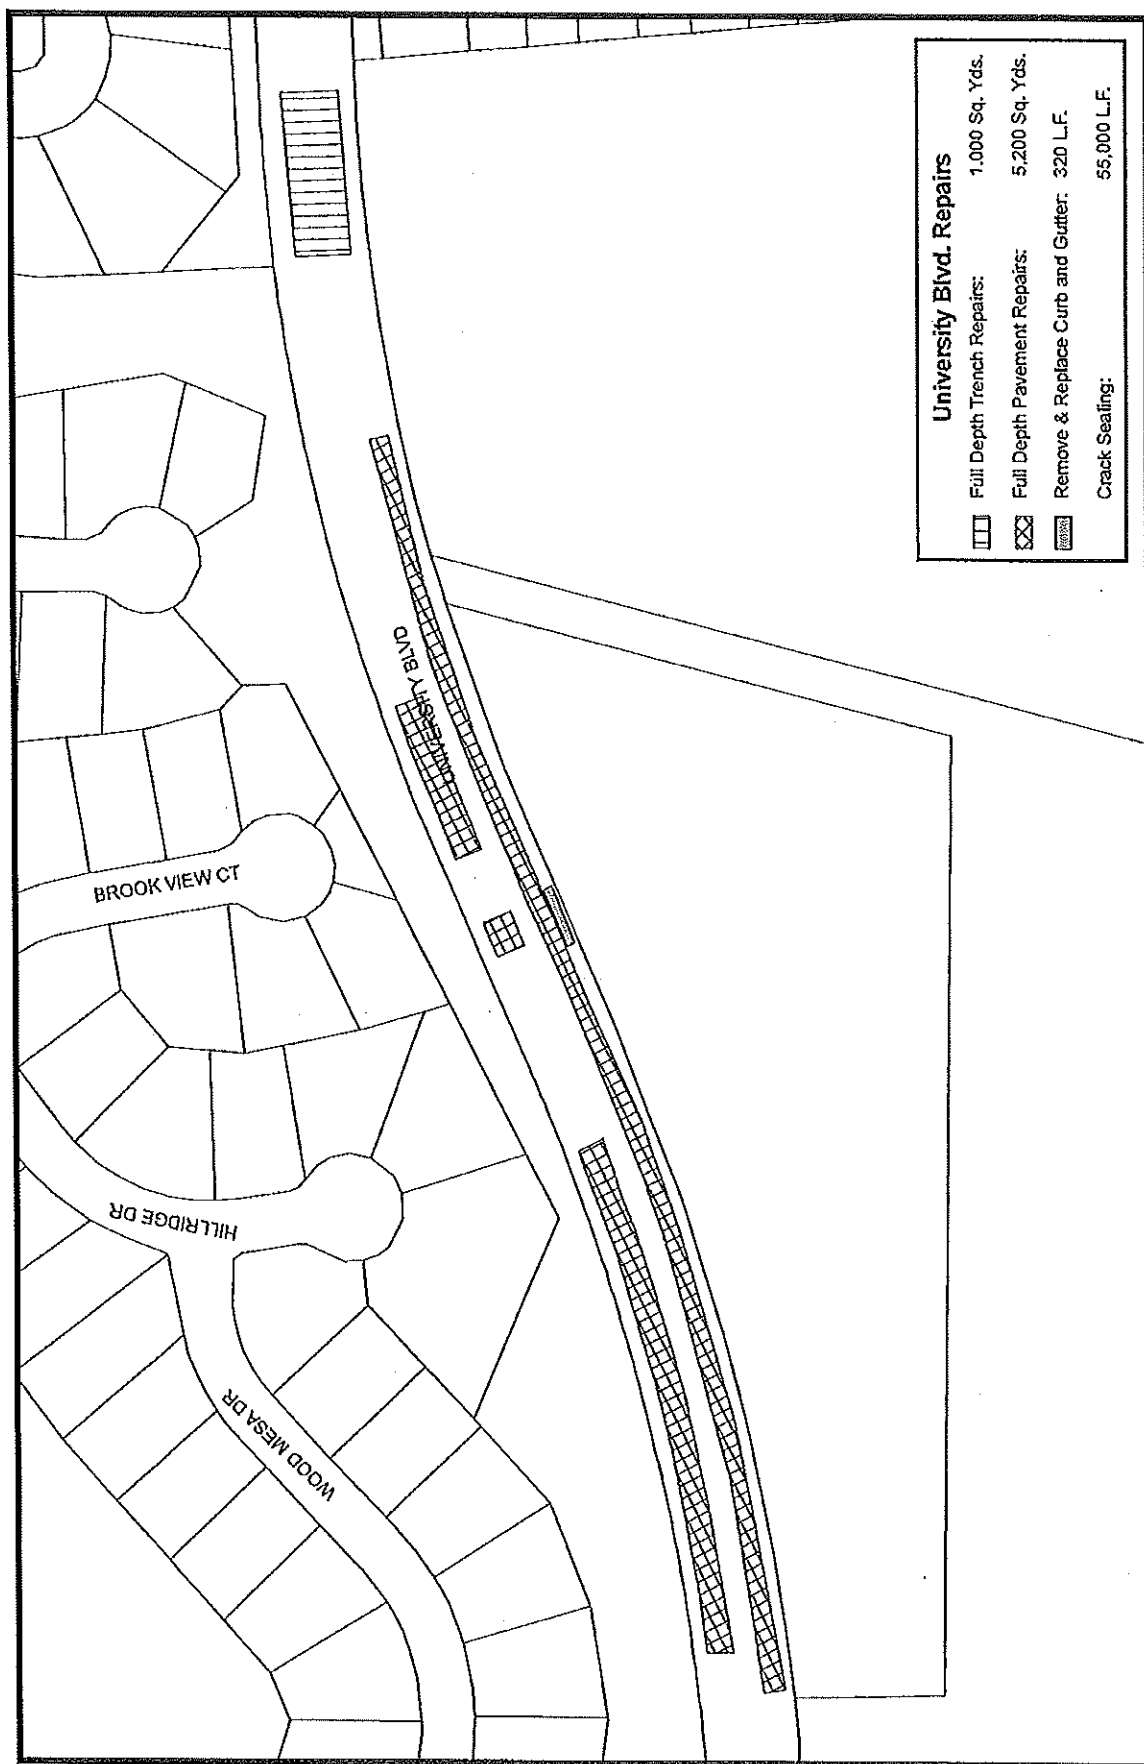 University Blvd. Repairs
Full Depth Trench Repairs: 1,000 Sq. Yds.
Full Depth Pavement Repairs: 5,200 Sq. Yds.
Remove & Replace Curb and Gutter: 320 L.F.
Crack Sealing: 55,000 L.F.
UNIVERSITY BLVD
BROOK VIEW CT
HILLRIDGE DR
WOOD MESA DR